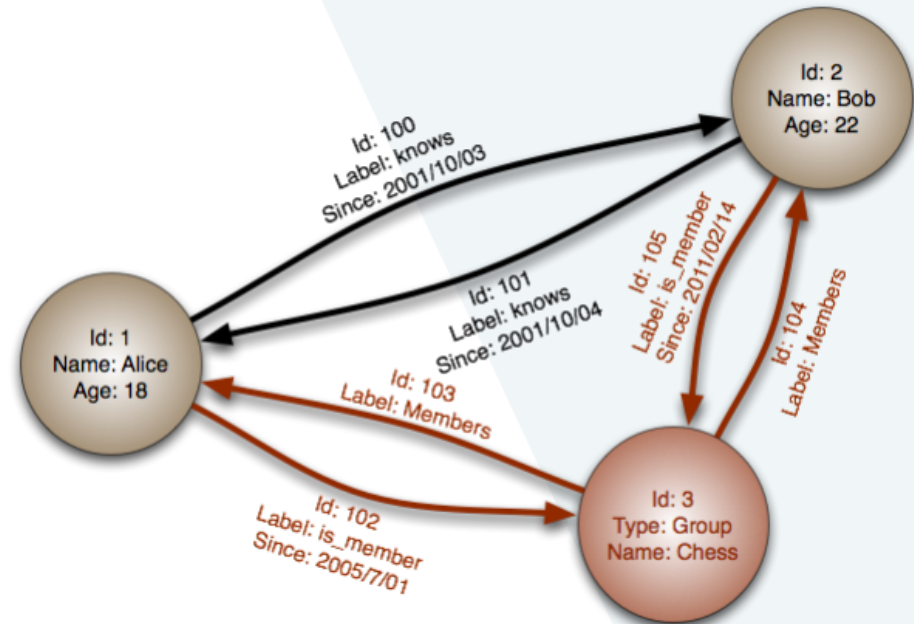 Id: 2
Name: Bob
Age: 22
Id: 100
Label: knows
Since: 2001/10/03
Id: 101
Label: knows
Since: 2001/10/04
Id: 105
Label: is_member
Since: 2011/02/14
Id: 104
Label: Members
Id: 1
Name: Alice
Age: 18
Id: 103
Label: Members
Id: 102
Label: is_member
Since: 2005/7/01
Id: 3
Type: Group
Name: Chess